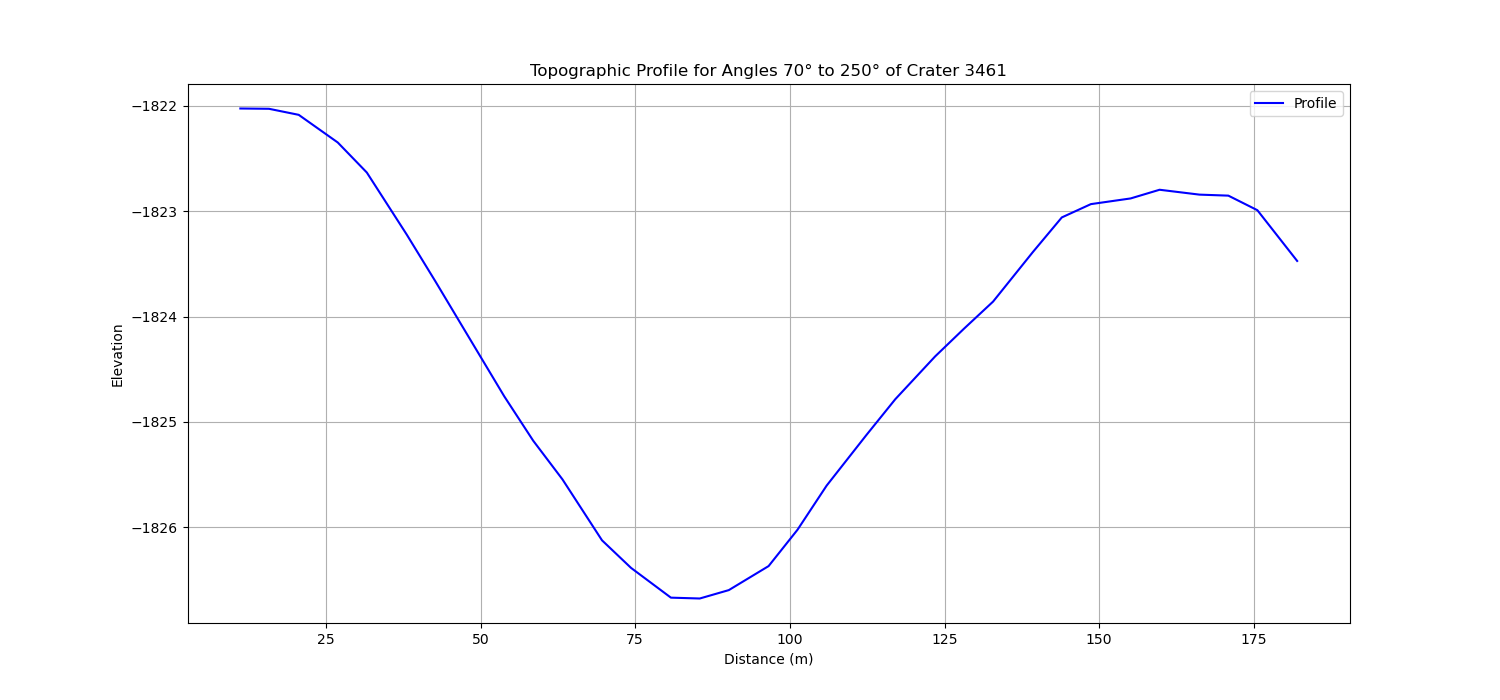 Topographic Profile for Angles 70° to 250° of Crater 3461
Profile
−1822
−1823
−1824
−1825
−1826
Elevation
25 50 75 100 125 150 175
Distance (m)